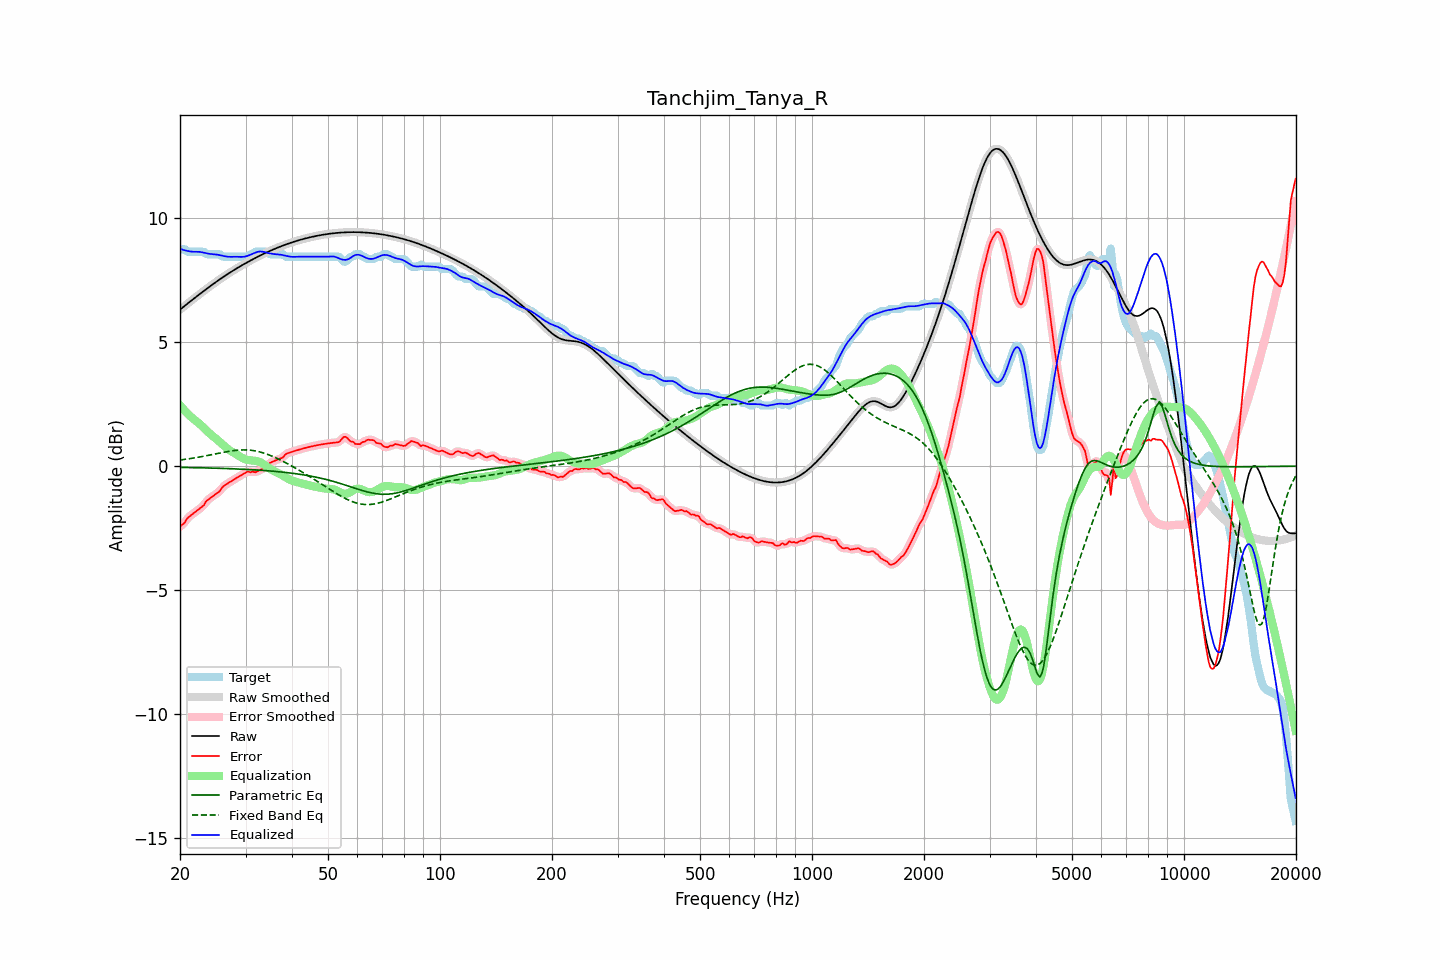 Tanchjim_Tanya_R
Amplitude (dBr)
10
5
0
−5
−10
−15
Target
Raw Smoothed
Error Smoothed
Raw
Error
Equalization
Parametric Eq
Fixed Band Eq
Equalized
20 50 100 200 500 1000 2000 5000 10000 20000
Frequency (Hz)